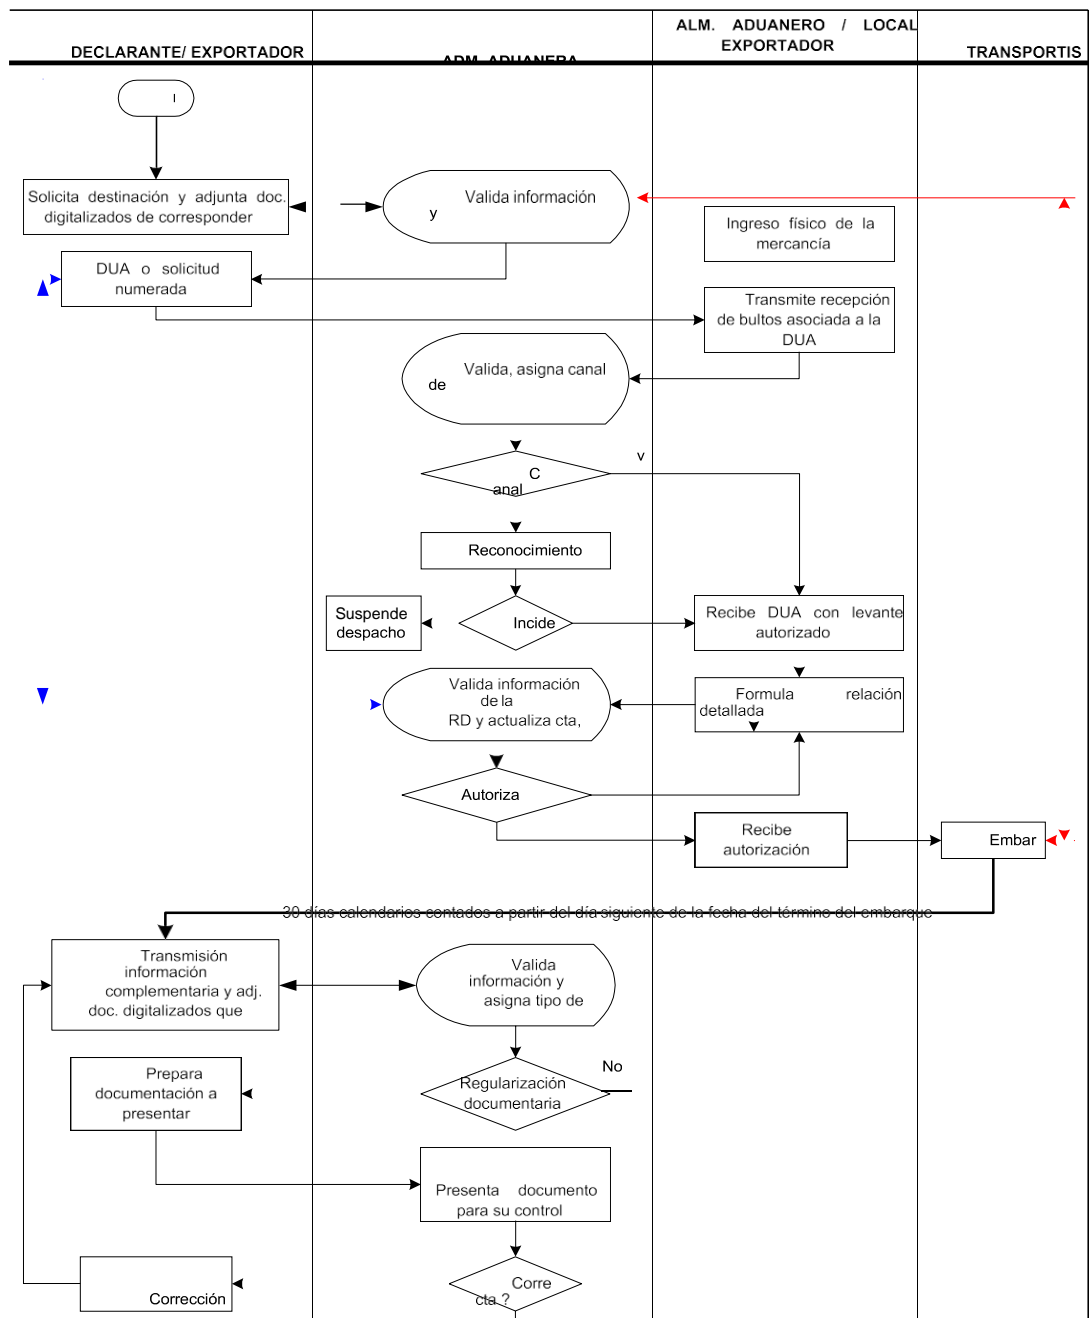 ALM. ADUANERO / LOCAL
EXPORTADOR
DECLARANTE/ EXPORTADOR
ADM. ADUANERA
TRANSPORTIS
I
Solicita destinación y adjunta doc.
digitalizados de corresponder
Valida información
y
Ingreso físico de la
mercancía
DUA o solicitud
numerada
Transmite recepción
de bultos asociada a la
DUA
Valida, asigna canal
de
v
C
anal
Reconocimiento
Suspende
despacho
Incide
Recibe DUA con levante
autorizado
Valida información
de la
RD y actualiza cta,
Formula relación
detallada
Autoriza
Recibe
autorización
Embar
30 días calendarios contados a partir del día siguiente de la fecha del término del embarque
Transmisión
información
complementaria y adj.
doc. digitalizados que
Valida
información y
asigna tipo de
No
Prepara
documentación a
presentar
Regularización
documentaria
Presenta documento
para su control
Corrección
Corre
cta ?